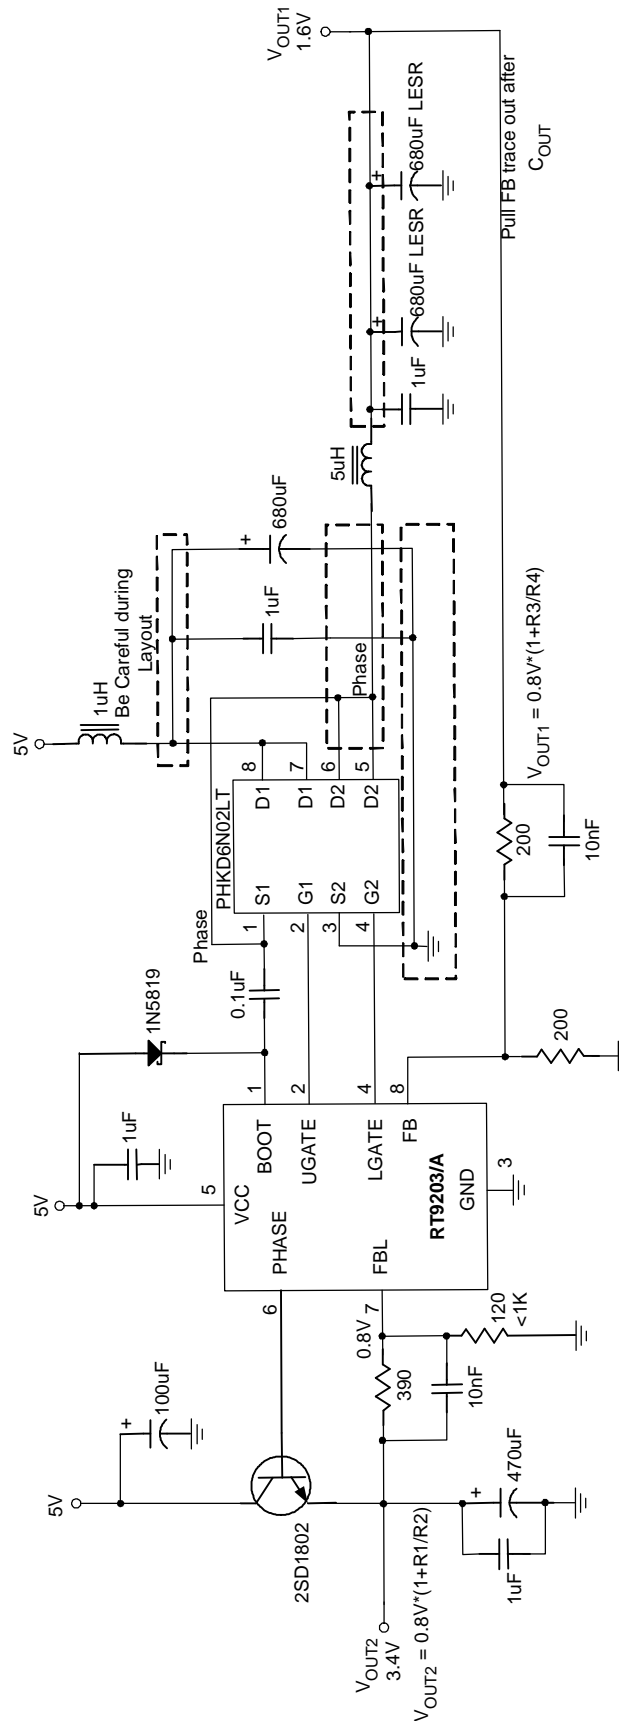 5V
100uF
2SD1802
VOUT2
3.4V
VOUT2 = 0.8V*(1+R1/R2)
1uF
470uF
390
10nF
0.8V
120
<1K
6
7
5V
1uF
5
VCC
PHASE
FBL
BOOT
UGATE
LGATE
FB
RT9203/A
GND
3
1
2
4
8
1N5819
0.1uF
Phase
1
2
3
4
PHKD6N02LT
S1
G1
S2
G2
D1
D1
D2
D2
8
7
6
5
5V
1uH
Be Careful during
Layout
1uF
+
680uF
Phase
5uH
1uF
+
680uF LESR
+
680uF LESR
VOUT1
1.6V
Pull FB trace out after
COUT
VOUT1 = 0.8V*(1+R3/R4)
200
10nF
200
+
+